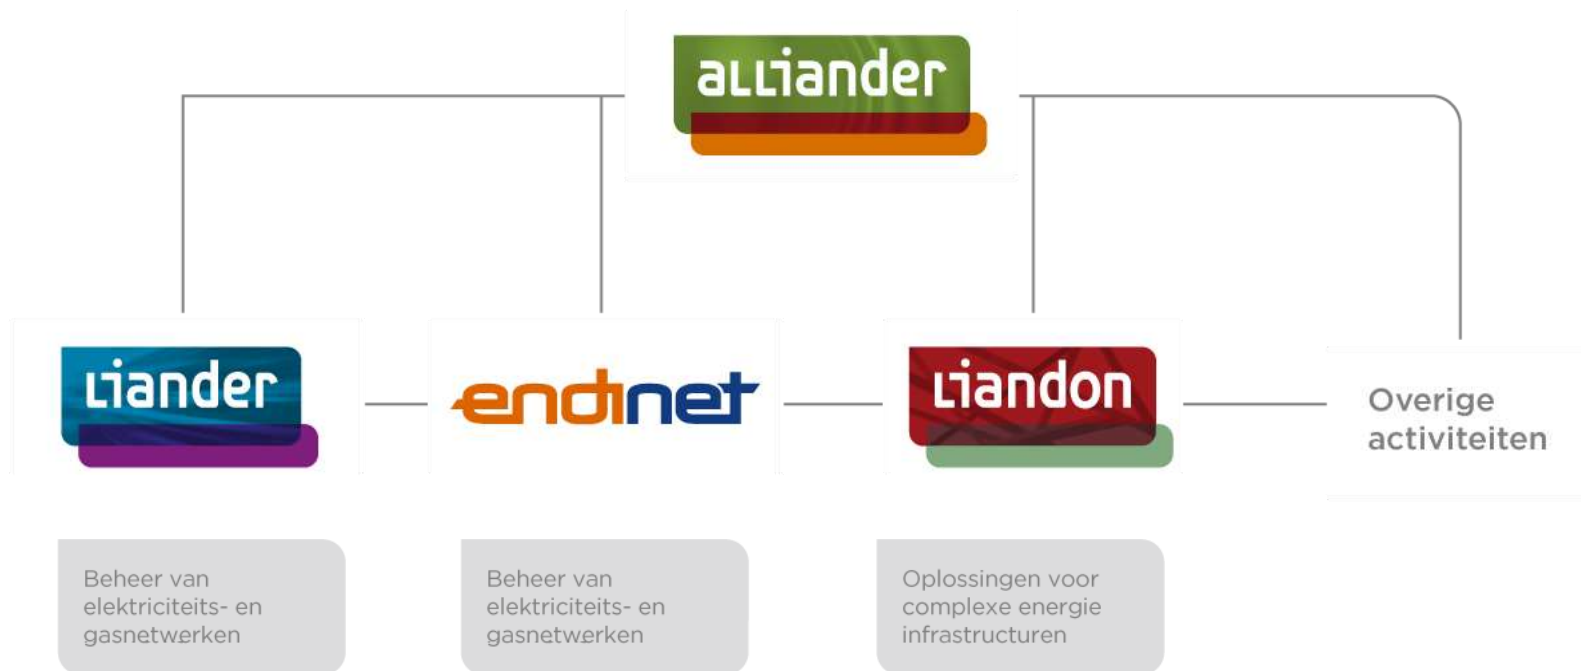 alliander
liander
endinet
liandon
Overige
activiteiten
Beheer van
elektriciteits- en
gasnetwerken
Beheer van
elektriciteits- en
gasnetwerken
Oplossingen voor
complexe energie
infrastructuren